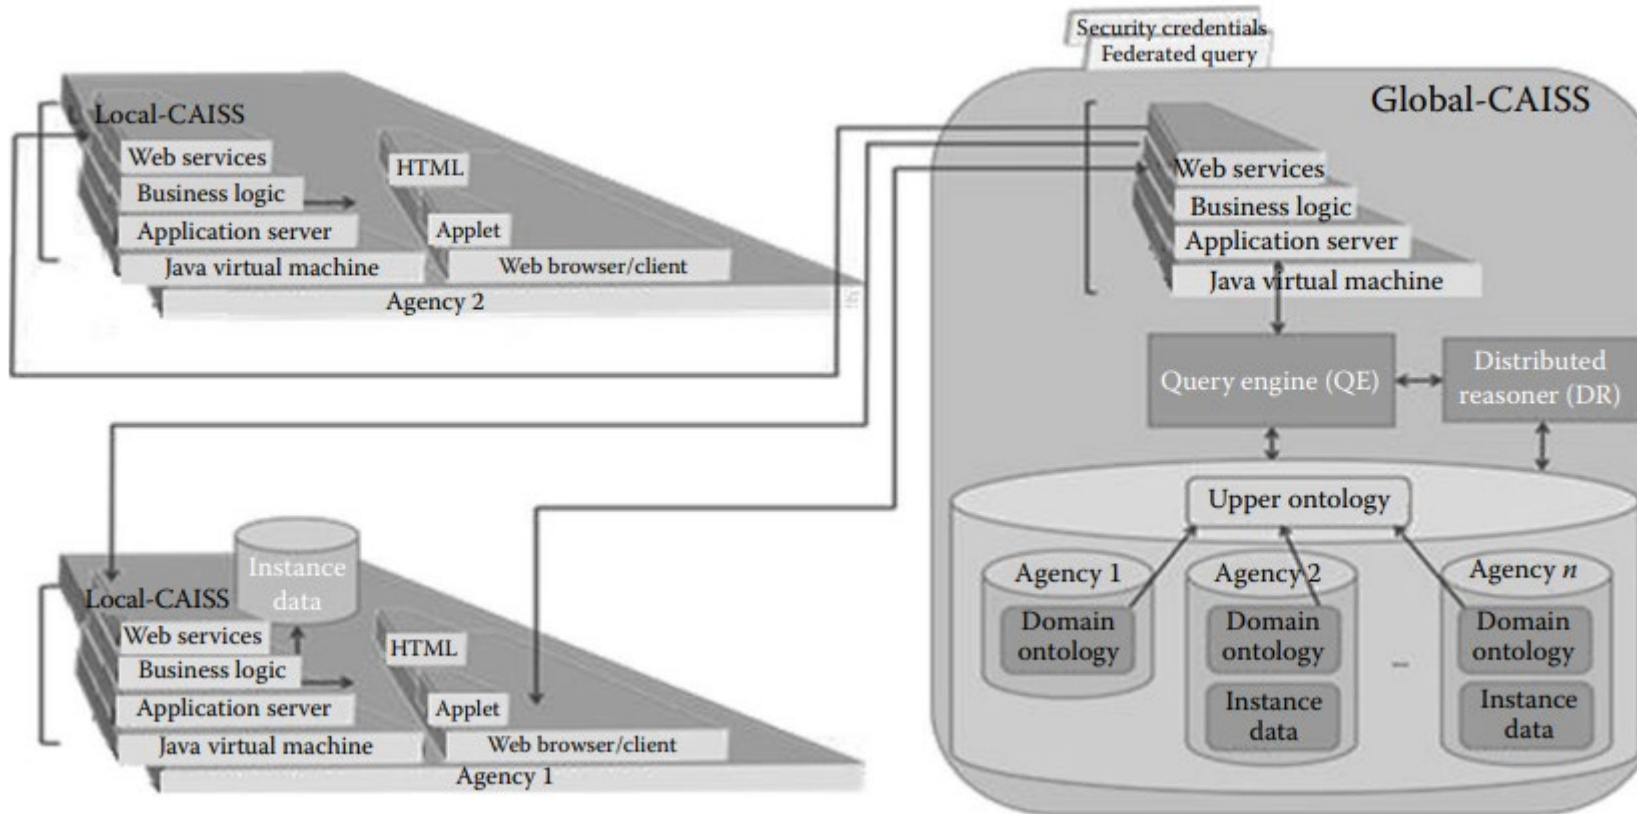 Security credentials
Federated query
Global-CAISS
Local-CAISS
Web services
Business logic
Application server
Java virtual machine
HTML
Applet
Web browser/client
Agency 2
Web services
Business logic
Application server
Java virtual machine
Query engine (QE)
Distributed
reasoner (DR)
Upper ontology
Agency 1
Domain
ontology
Agency 2
Domain
ontology
Instance
data
–
Agency n
Domain
ontology
Instance
data
Instance
data
Local-CAISS
Web services
Business logic
Application server
Java virtual machine
HTML
Applet
Web browser/client
Agency 1